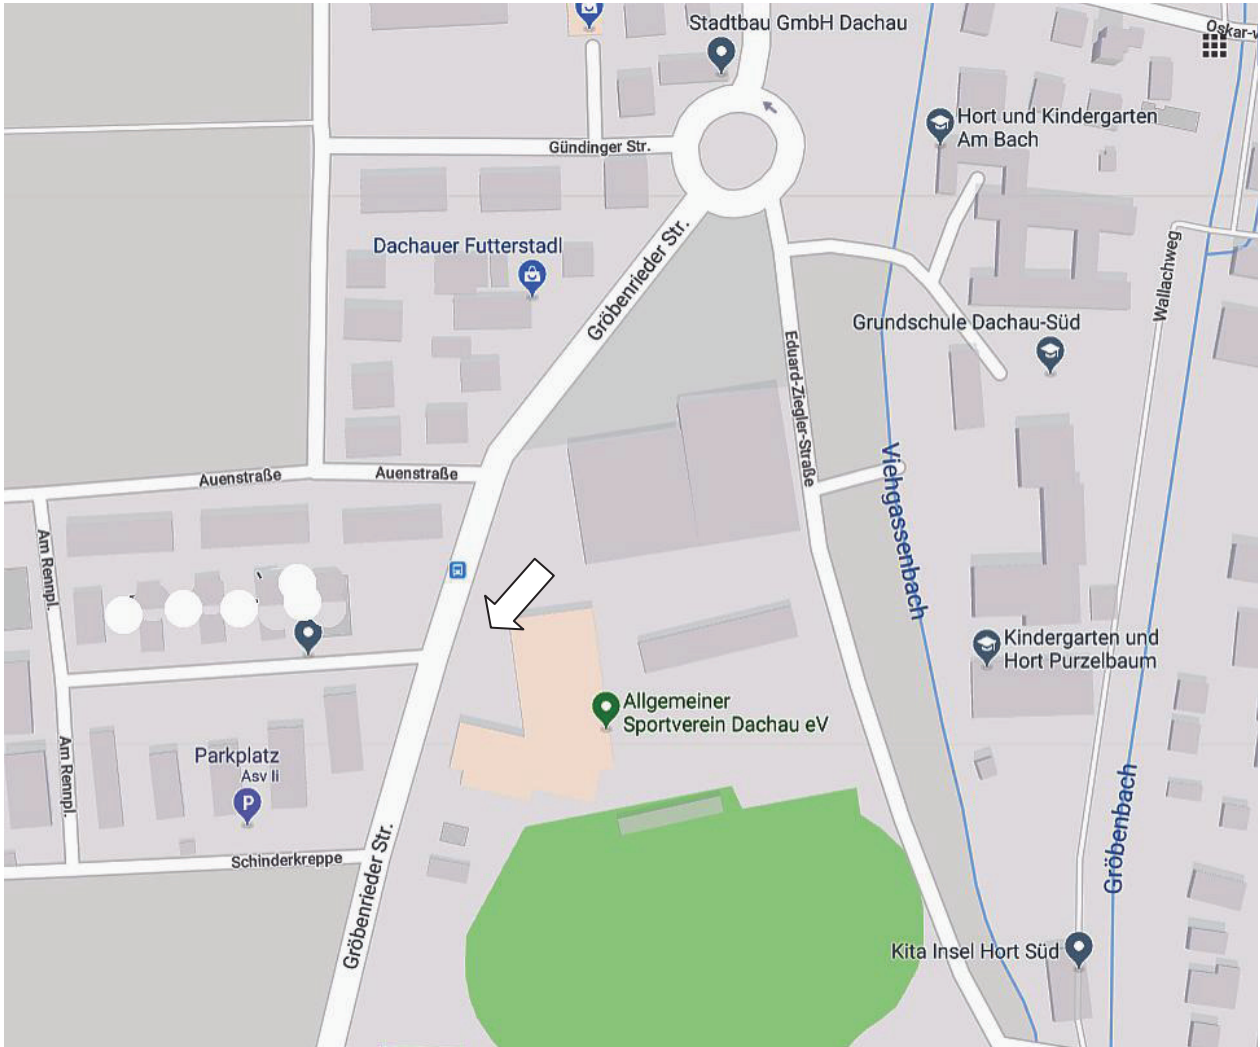 Stadtbau GmbH Dachau
Oskar-v
Hort und Kindergarten
Am Bach
Gündinger Str.
Dachauer Futterstadl
Gröbenrieder Str.
Wallachweg
Grundschule Dachau-Süd
Eduard-Ziegler-Straße
Auenstraße
Auenstraße
Viehgassenbach
Am Rennpl.
Kindergarten und
Hort Purzelbaum
Allgemeiner
Sportverein Dachau eV
Am Rennpl.
Parkplatz
Asv Ii
P
Gröbenbach
Schinderkreppe
Gröbenrieder Str.
Kita Insel Hort Süd